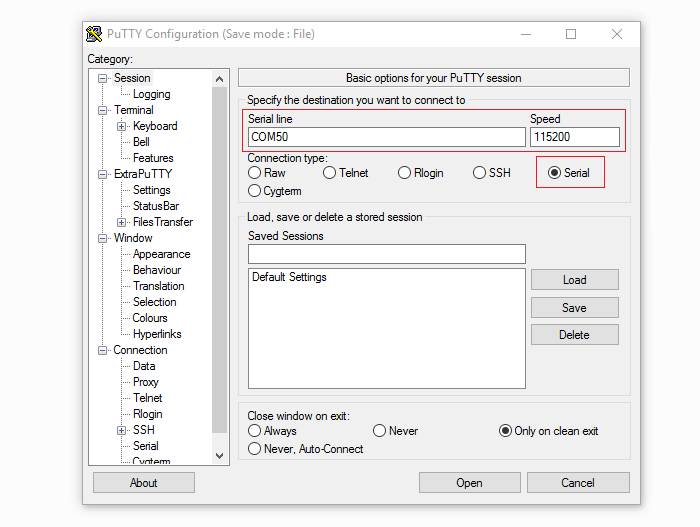 PuTTY Configuration (Save mode : File)
Category:
Session
Logging
Terminal
Keyboard
Bell
Features
ExtraPuTTY
Settings
StatusBar
FilesTransfer
Window
Appearance
Behaviour
Translation
Selection
Colours
Hyperlinks
Connection
Data
Proxy
Telnet
Rlogin
SSH
Serial
Cygterm
Basic options for your PuTTY session
Specify the destination you want to connect to
Serial line Speed
COM50 115200
Connection type:
Raw Telnet Rlogin SSH Serial
Cygterm
Load, save or delete a stored session
Saved Sessions
Default Settings
Load
Save
Delete
Close window on exit:
Always Never Only on clean exit
Never, Auto-Connect
About Open Cancel